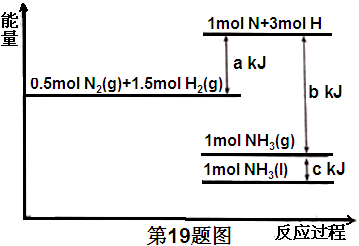 能量
1mol N+3mol H
a kJ
0.5mol N₂(g)+1.5mol H₂(g)
b kJ
1mol NH₃(g)
1mol NH₃(l)
c kJ
第19题图
反应过程